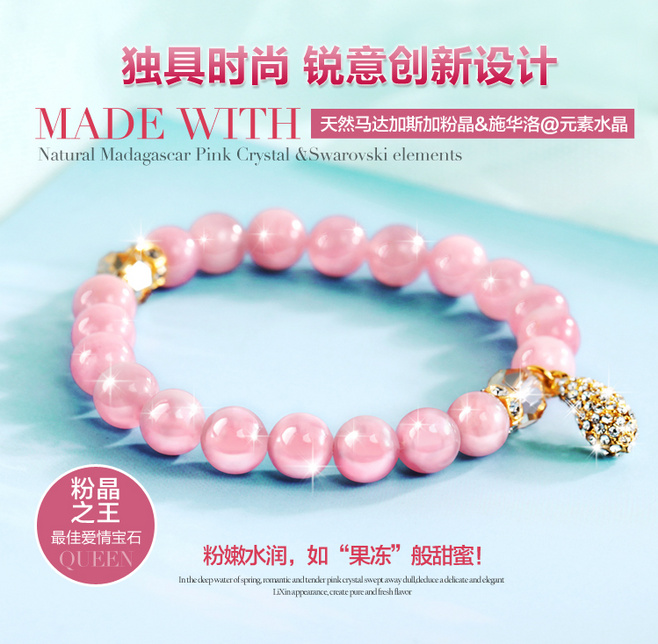 独具时尚 锐意创新设计
MADE WITH 天然马达加斯加粉晶&施华洛@元素水晶
Natural Madagascar Pink Crystal &Swarovski elements
粉晶
之王
最佳爱情宝石
QUEEN
粉嫩水润，如“果冻”般甜蜜！
In the deep water of spring, romantic and tender pink crystal swept away dull,deduce a delicate and elegant
LiXin appearance, create pure and fresh flavor